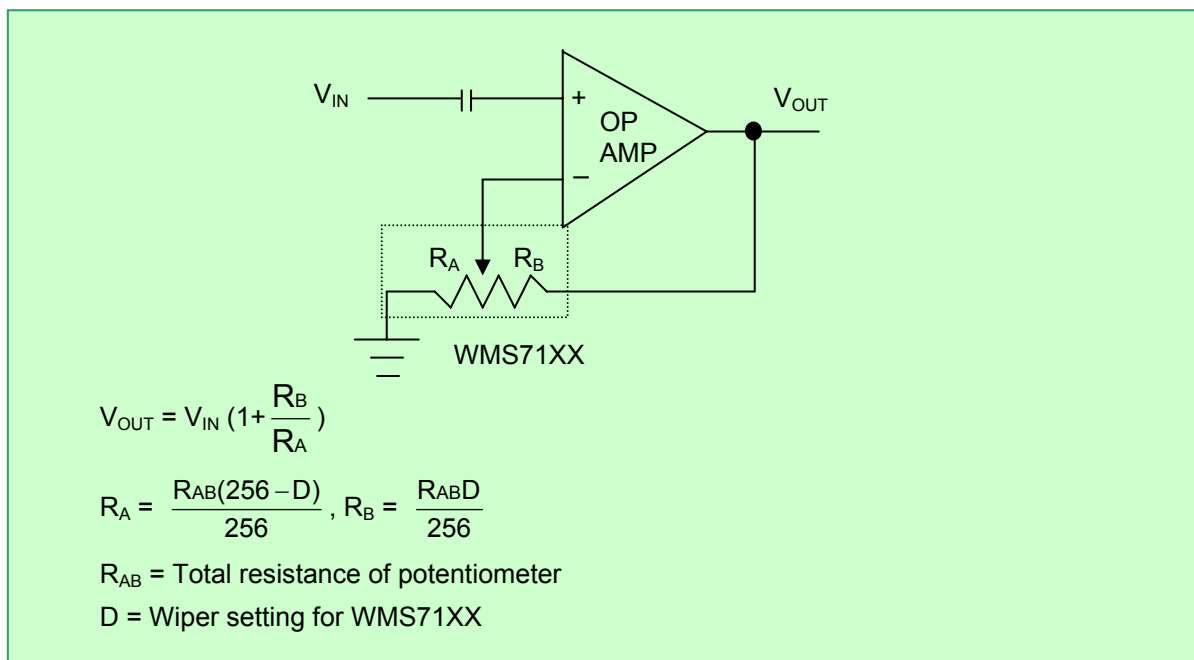 V_IN
V_OUT
+
OP
AMP
−
R_A R_B
WMS71XX
V_OUT = V_IN (1+ R_B/R_A )
R_A = R_AB(256 − D)/256 , R_B = R_ABD/256
R_AB = Total resistance of potentiometer
D = Wiper setting for WMS71XX